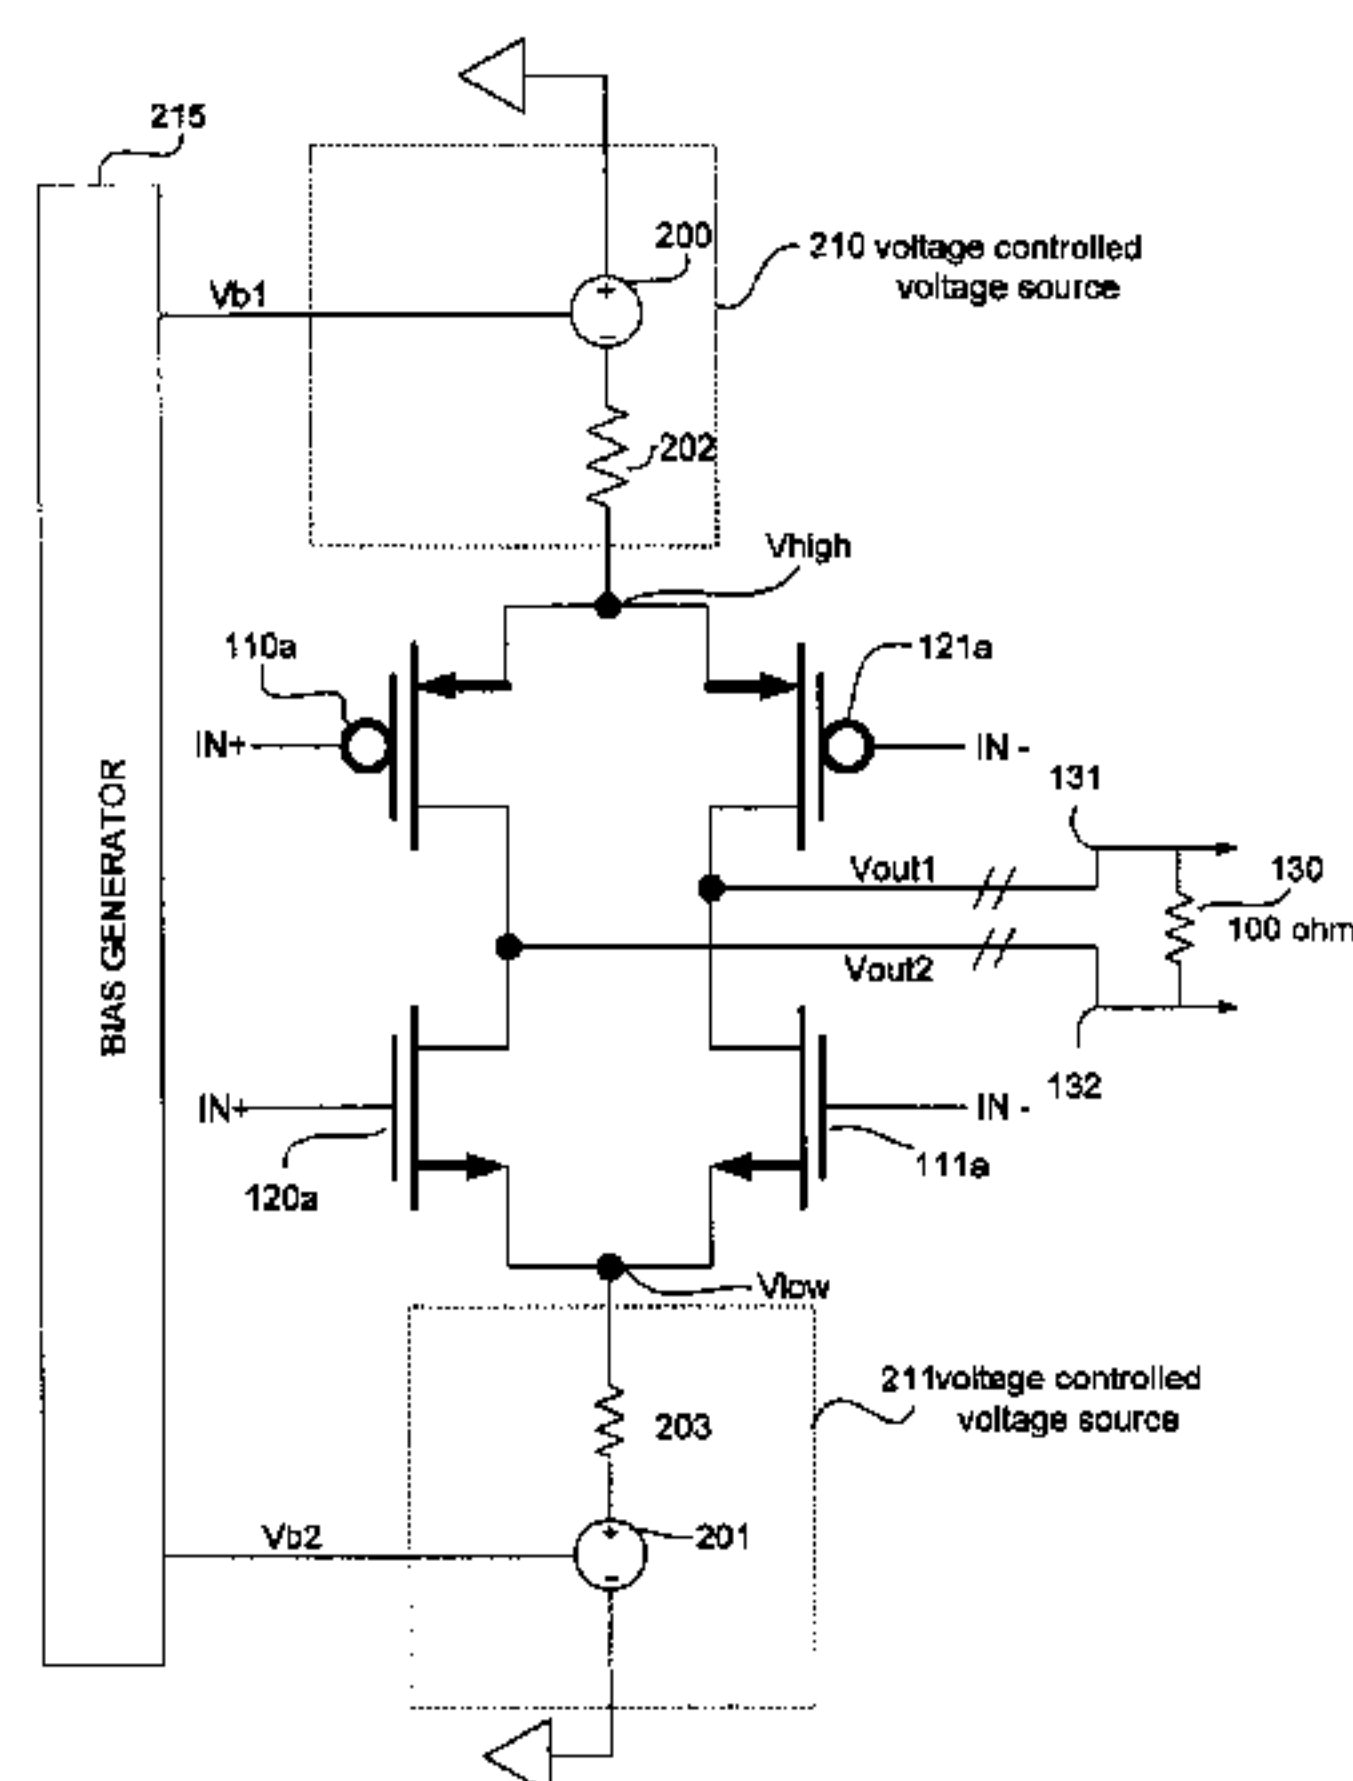 215
200
210 voltage controlled
voltage source
Vb1
+
-
202
Vhigh
110a
121a
IN+
IN -
131
BIAS GENERATOR
Vout1
130
100 ohm
Vout2
132
IN+
IN -
120a
111a
Vlow
211voltage controlled
voltage source
203
Vb2
+
-
201